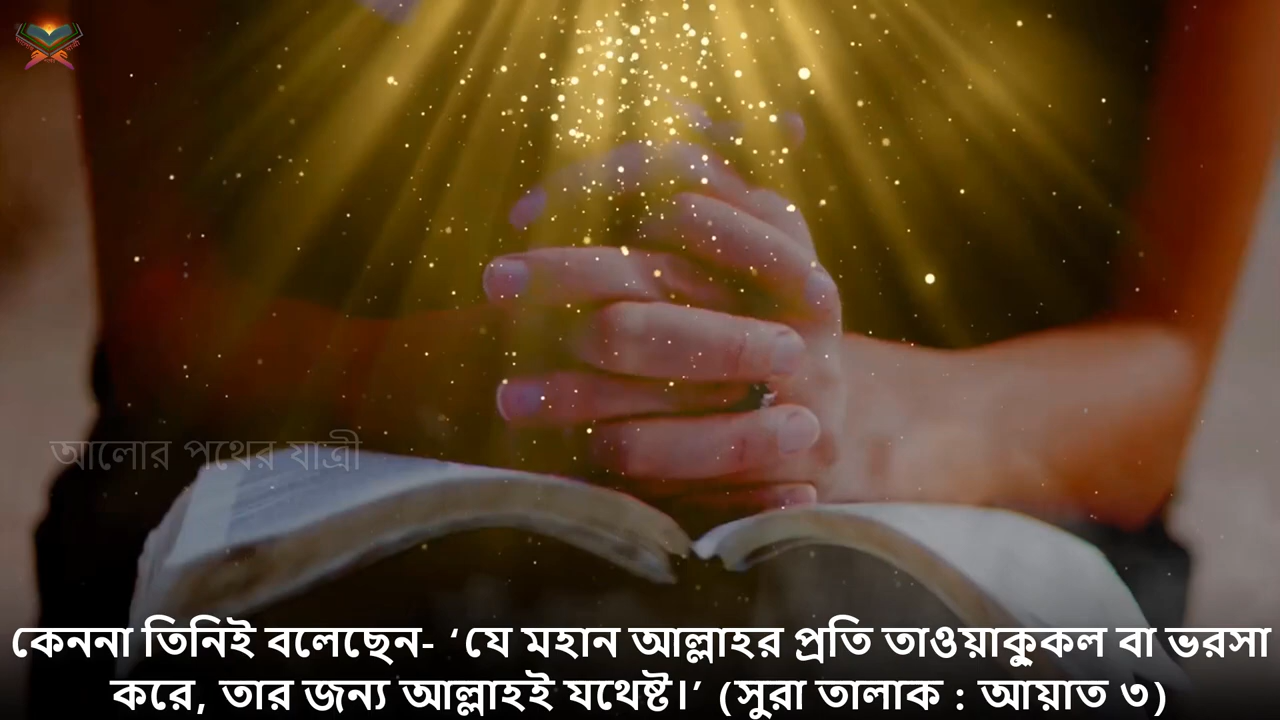 আলোর পথের যাত্রী
কেননা তিনিই বলেছেন- ‘যে মহান আল্লাহর প্রতি তাওয়াক্কুকল বা ভরসা
করে, তার জন্য আল্লাহই যথেষ্ট।’ (সুরা তালাক : আয়াত ৩)